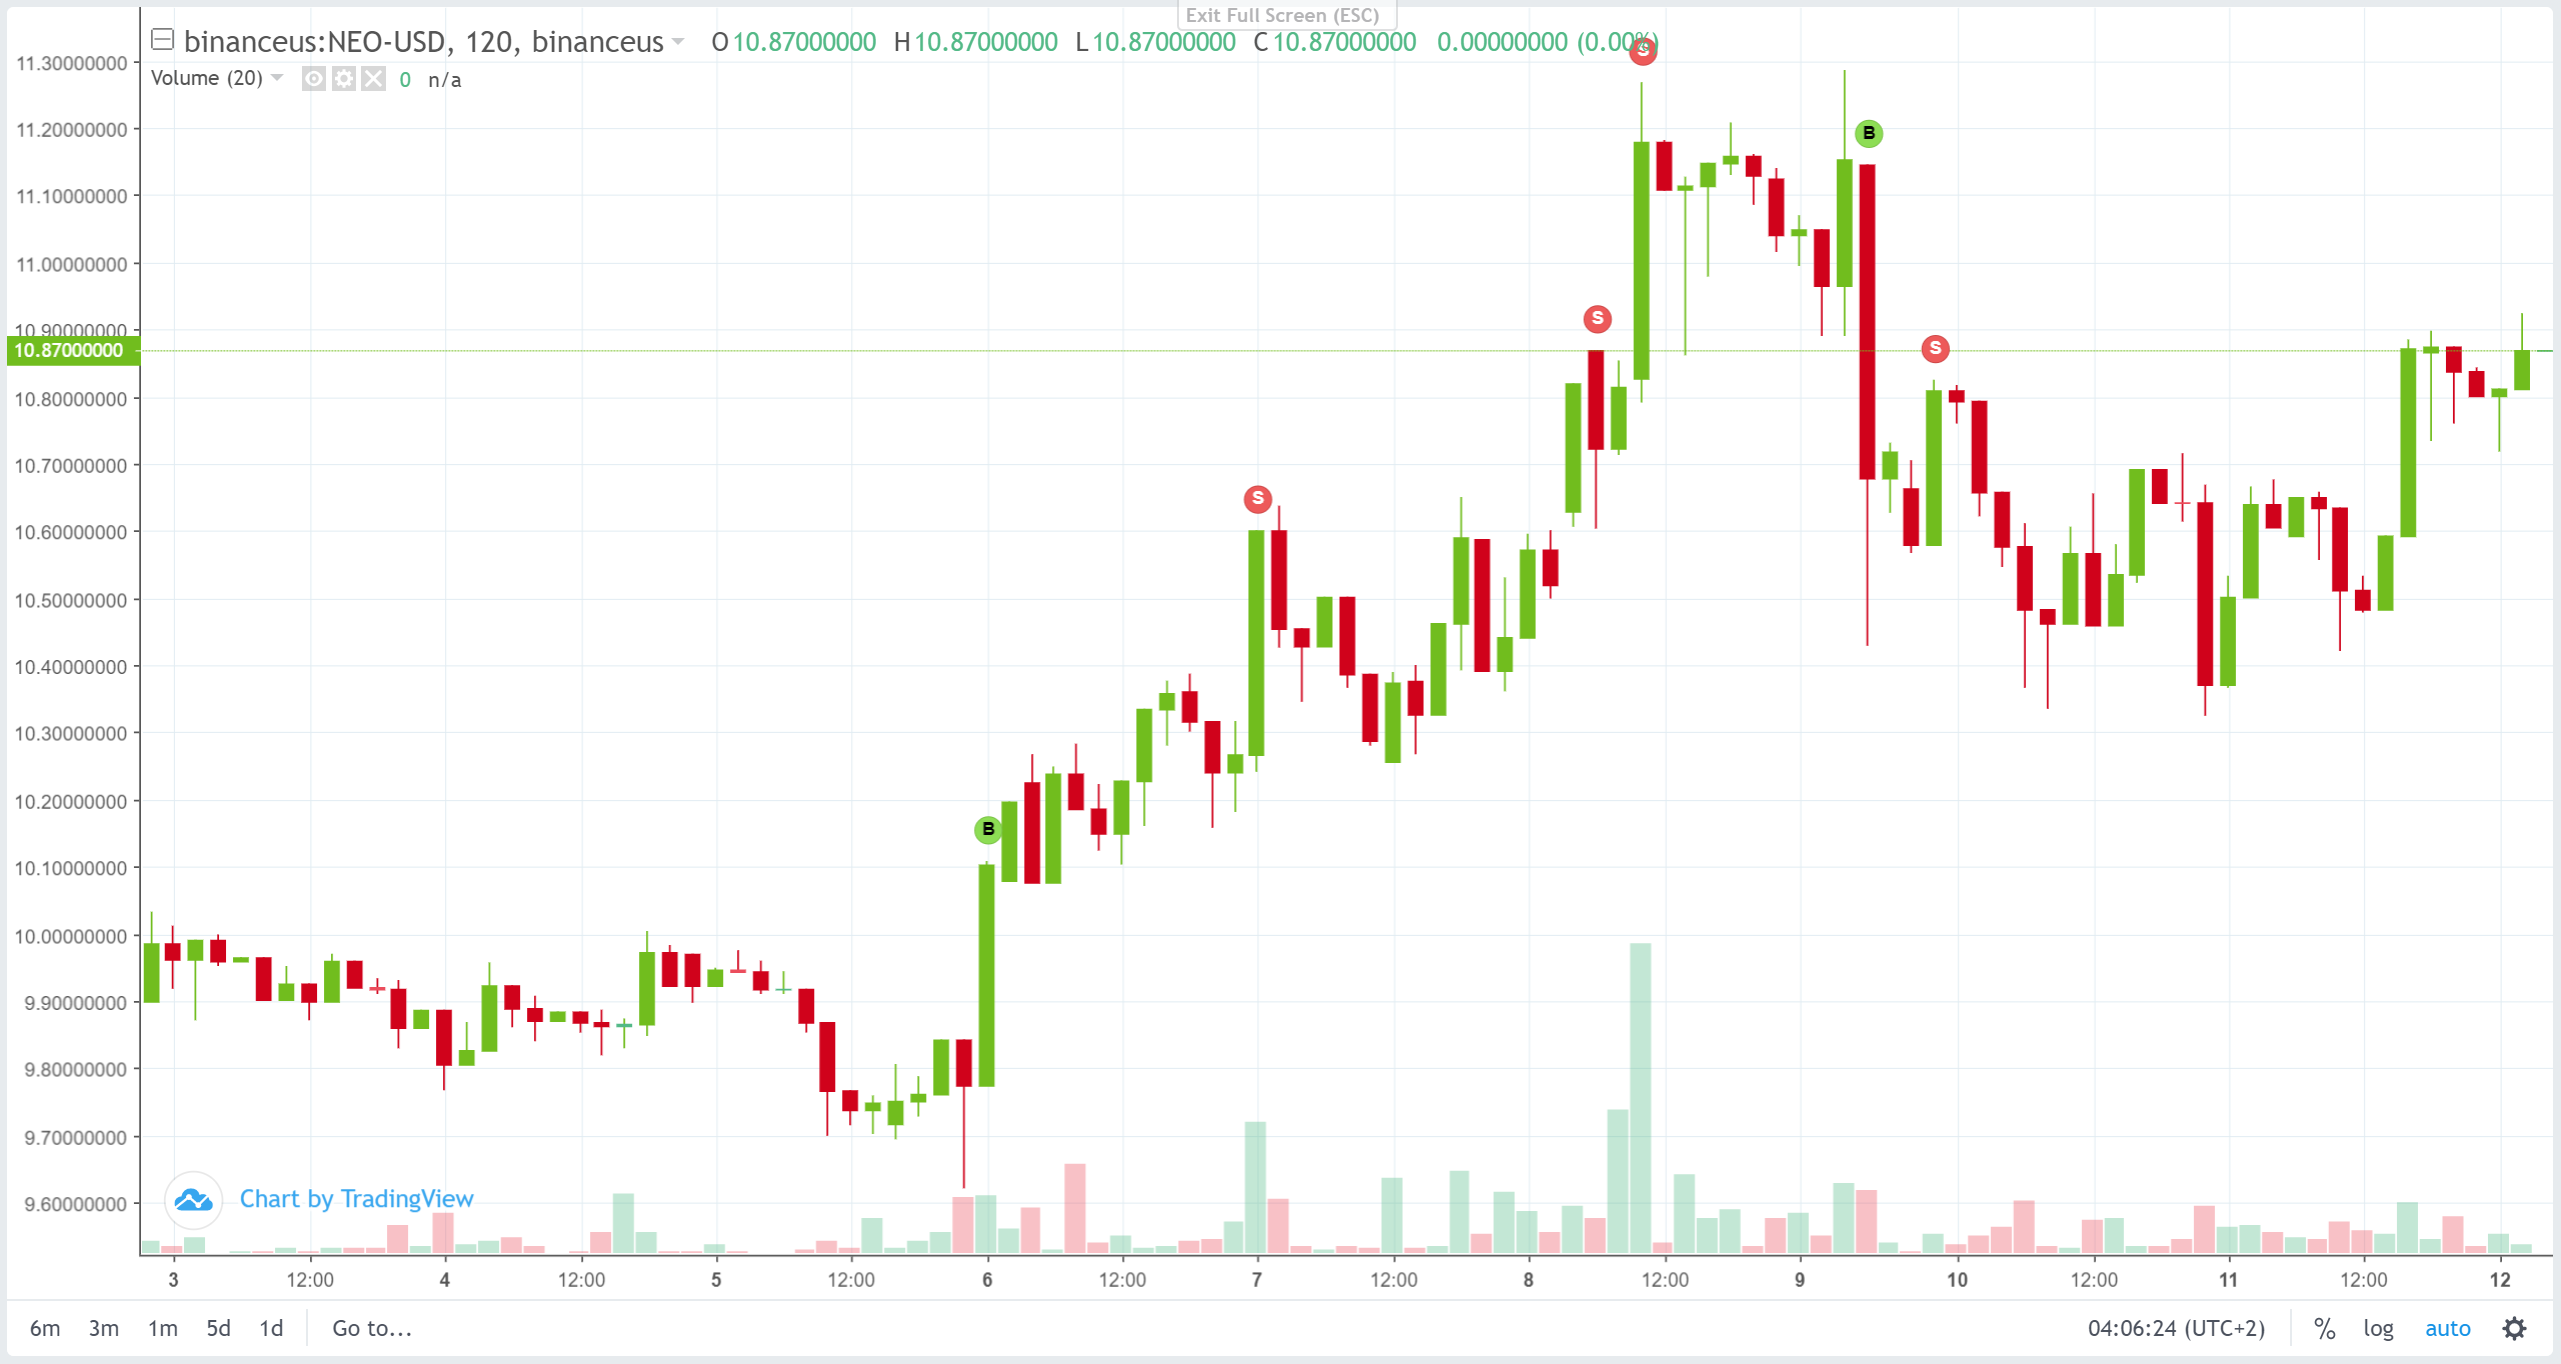 Exit Full Screen (ESC)
binanceus:NEO-USD, 120, binanceus O10.87000000 H10.87000000 L10.87000000 C10.87000000 0.00000000 (0.00%)
S
Volume (20) 0 n/a
11.30000000
11.20000000
B
11.10000000
11.00000000
10.90000000
S
10.87000000
S
10.80000000
10.70000000
S
10.60000000
10.50000000
10.40000000
10.30000000
10.20000000
B
10.10000000
10.00000000
9.90000000
9.80000000
9.70000000
9.60000000
Chart by TradingView
3 12:00 4 12:00 5 12:00 6 12:00 7 12:00 8 12:00 9 10 12:00 11 12:00 12
6m 3m 1m 5d 1d Go to... 04:06:24 (UTC+2) % log auto